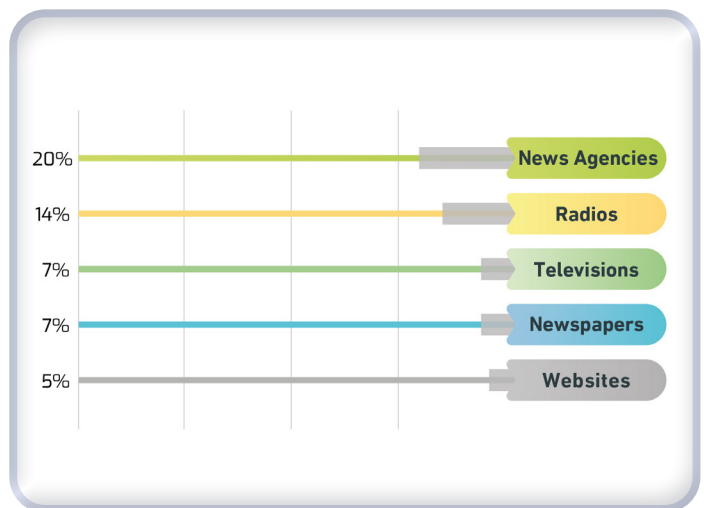 20% News Agencies
14% Radios
7% Televisions
7% Newspapers
5% Websites